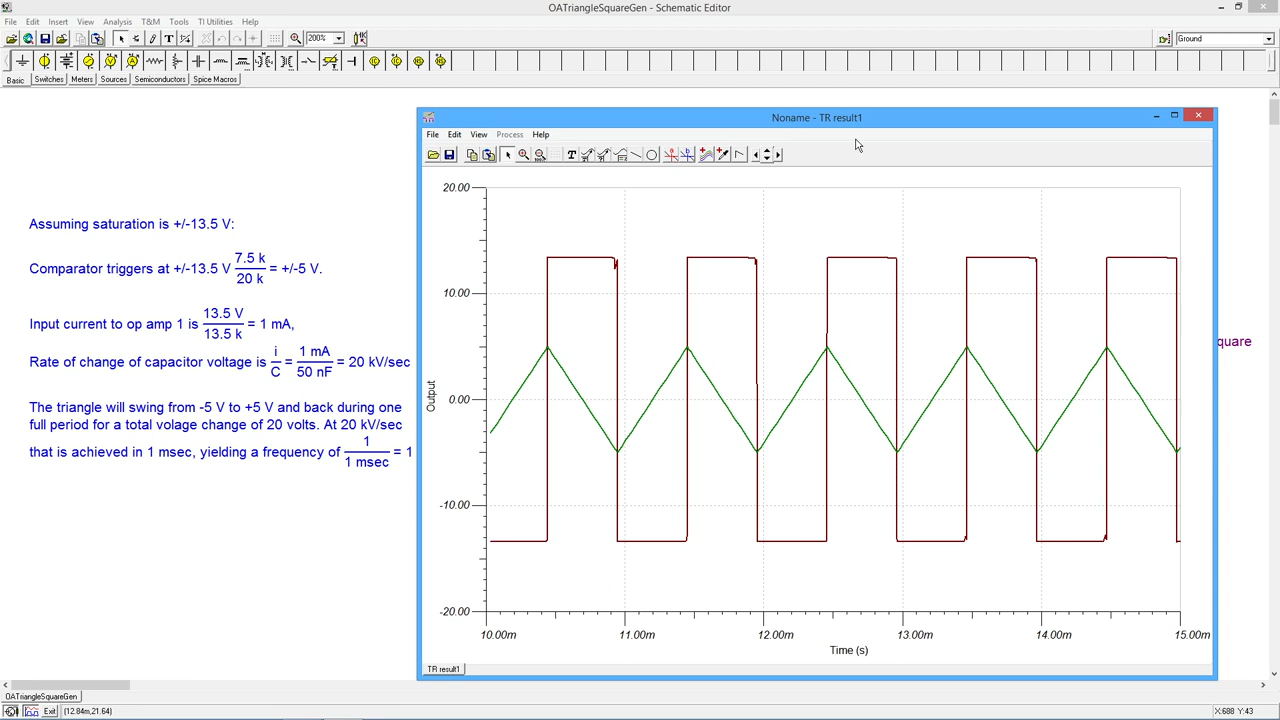 OATriangleSquareGen - Schematic Editor
File Edit Insert View Analysis T&M Tools TI Utilities Help
200% Ground
Basic Switches Meters Sources Semiconductors Spice Macros
Noname - TR result1
File Edit View Process Help
Assuming saturation is +/-13.5 V:
Comparator triggers at +/-13.5 V 7.5 k / 20 k = +/-5 V.
Input current to op amp 1 is 13.5 V / 13.5 k = 1 mA,
Rate of change of capacitor voltage is i / C = 1 mA / 50 nF = 20 kV/sec
The triangle will swing from -5 V to +5 V and back during one
full period for a total volage change of 20 volts. At 20 kV/sec
that is achieved in 1 msec, yielding a frequency of 1 / 1 msec = 1
20.00
10.00
0.00
-10.00
-20.00
Output
10.00m 11.00m 12.00m 13.00m 14.00m 15.00m
Time (s)
quare
TR result1
OATriangleSquareGen
Exit (12.84m,21.64) X:688 Y:43